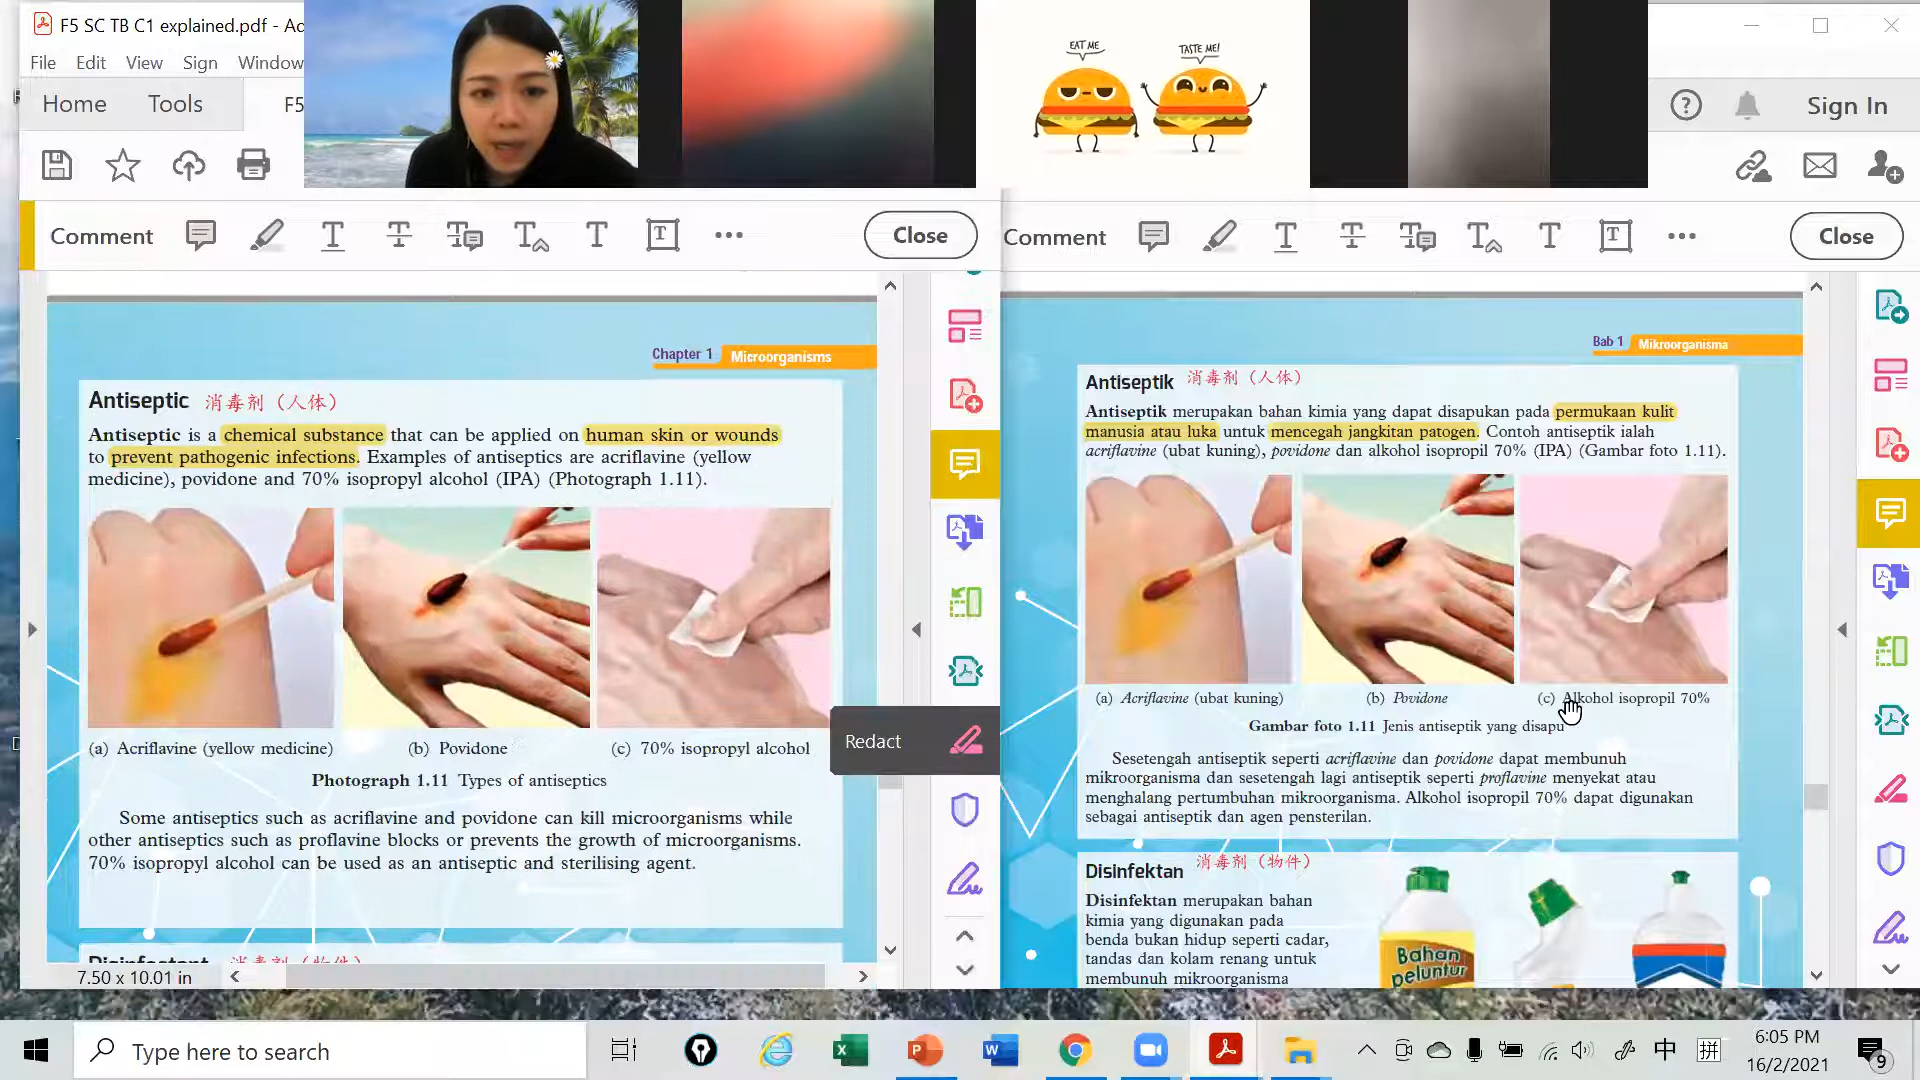 F5 SC TB C1 explained.pdf - Ac
File Edit View Sign Window
Home Tools F5
Sign In
EAT ME
TASTE ME!
Comment
Close
Comment
Close
Chapter 1 Microorganisms
Antiseptic 消毒剂（人体）
Antiseptic is a chemical substance that can be applied on human skin or wounds
to prevent pathogenic infections. Examples of antiseptics are acriflavine (yellow
medicine), povidone and 70% isopropyl alcohol (IPA) (Photograph 1.11).
(a) Acriflavine (yellow medicine)
(b) Povidone
(c) 70% isopropyl alcohol
Photograph 1.11 Types of antiseptics
Some antiseptics such as acriflavine and povidone can kill microorganisms while
other antiseptics such as proflavine blocks or prevents the growth of microorganisms.
70% isopropyl alcohol can be used as an antiseptic and sterilising agent.
Redact
7.50 x 10.01 in
Bab 1 Mikroorganisma
Antiseptik 消毒剂（人体）
Antiseptik merupakan bahan kimia yang dapat disapukan pada permukaan kulit
manusia atau luka untuk mencegah jangkitan patogen. Contoh antiseptik ialah
acriflavine (ubat kuning), povidone dan alkohol isopropil 70% (IPA) (Gambar foto 1.11).
(a) Acriflavine (ubat kuning)
(b) Povidone
(c) Alkohol isopropil 70%
Gambar foto 1.11 Jenis antiseptik yang disapu
Sesetengah antiseptik seperti acriflavine dan povidone dapat membunuh
mikroorganisma dan sesetengah lagi antiseptik seperti proflavine menyekat atau
menghalang pertumbuhan mikroorganisma. Alkohol isopropil 70% dapat digunakan
sebagai antiseptik dan agen pensterilan.
Disinfektan 消毒剂（物件）
Disinfektan merupakan bahan
kimia yang digunakan pada
benda bukan hidup seperti cadar,
tandas dan kolam renang untuk
membunuh mikroorganisma
Bahan
peluntur
Type here to search
中
拼
6:05 PM
16/2/2021
9